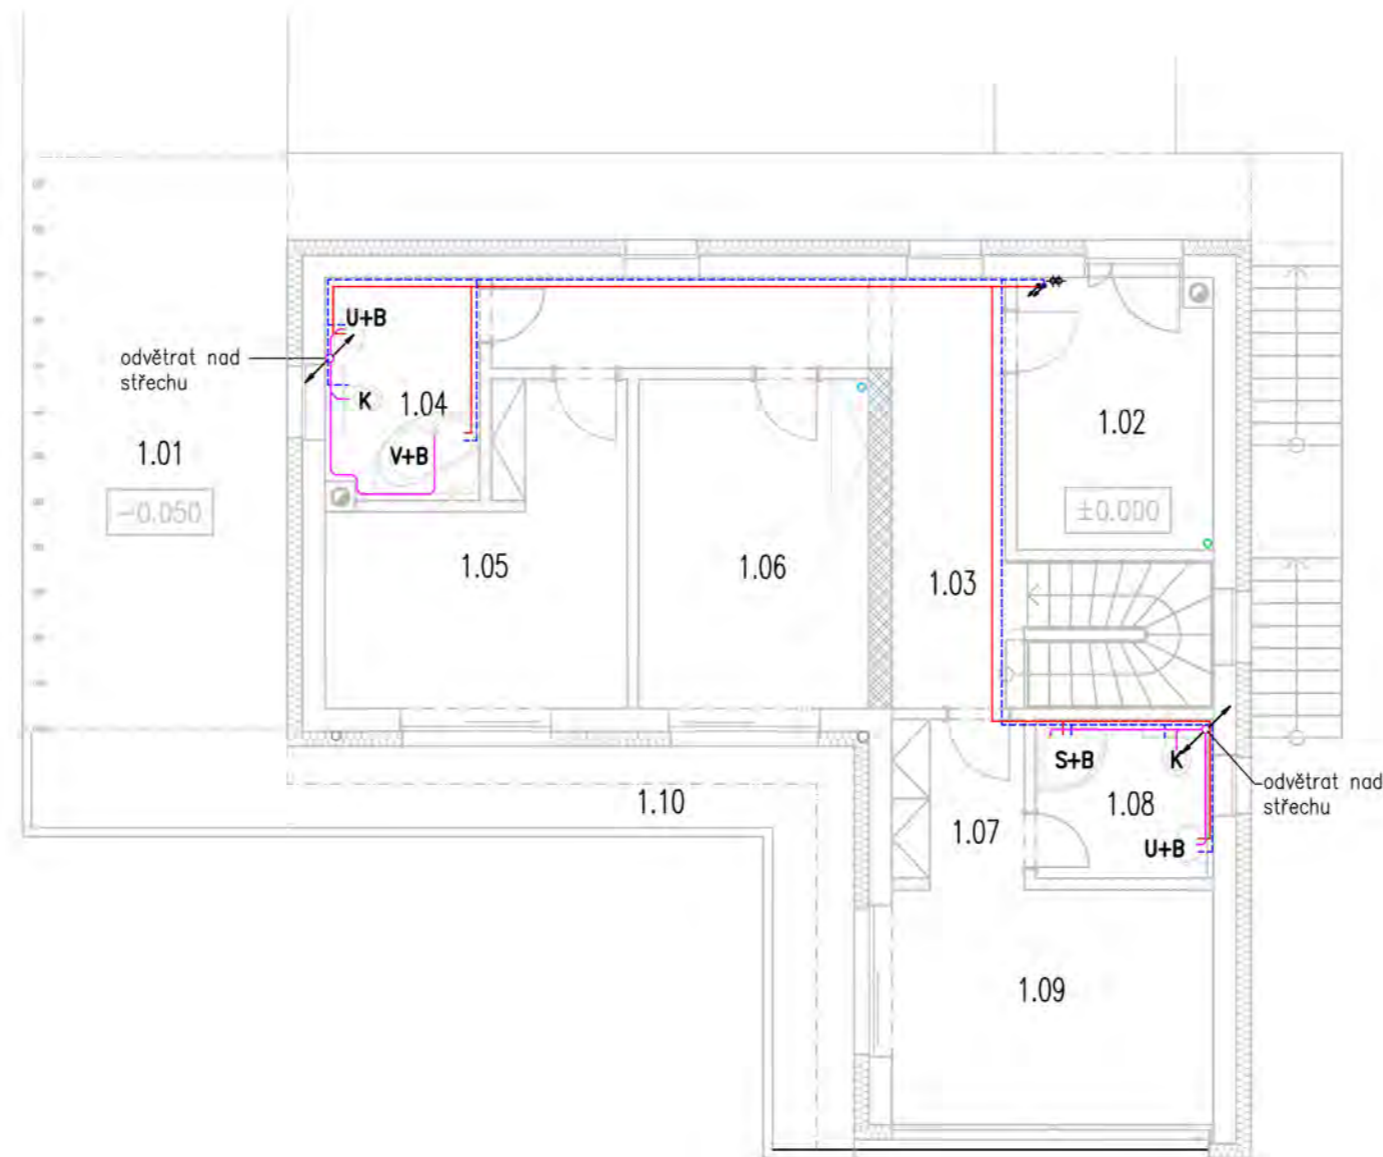 U+B
odvětrat nad
střechu
K
1.04
1.02
1.01
V+B
-0.050
±0.000
1.05
1.06
1.03
S+B
K
odvětrat nad
střechu
1.10
1.08
1.07
U+B
1.09